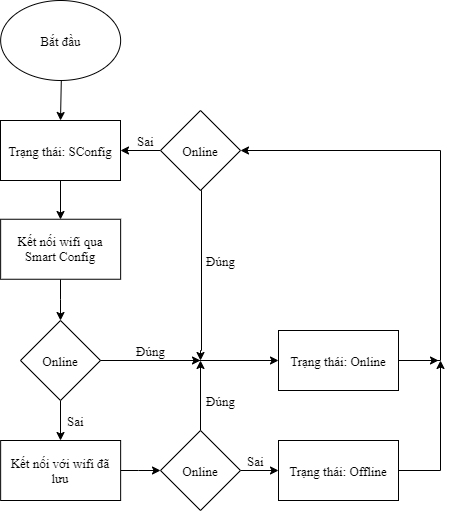 Bắt đầu
Trạng thái: SConfig
Sai
Online
Kết nối wifi qua
Smart Config
Đúng
Online
Đúng
Trạng thái: Online
Sai
Đúng
Kết nối với wifi đã
lưu
Online
Sai
Trạng thái: Offline